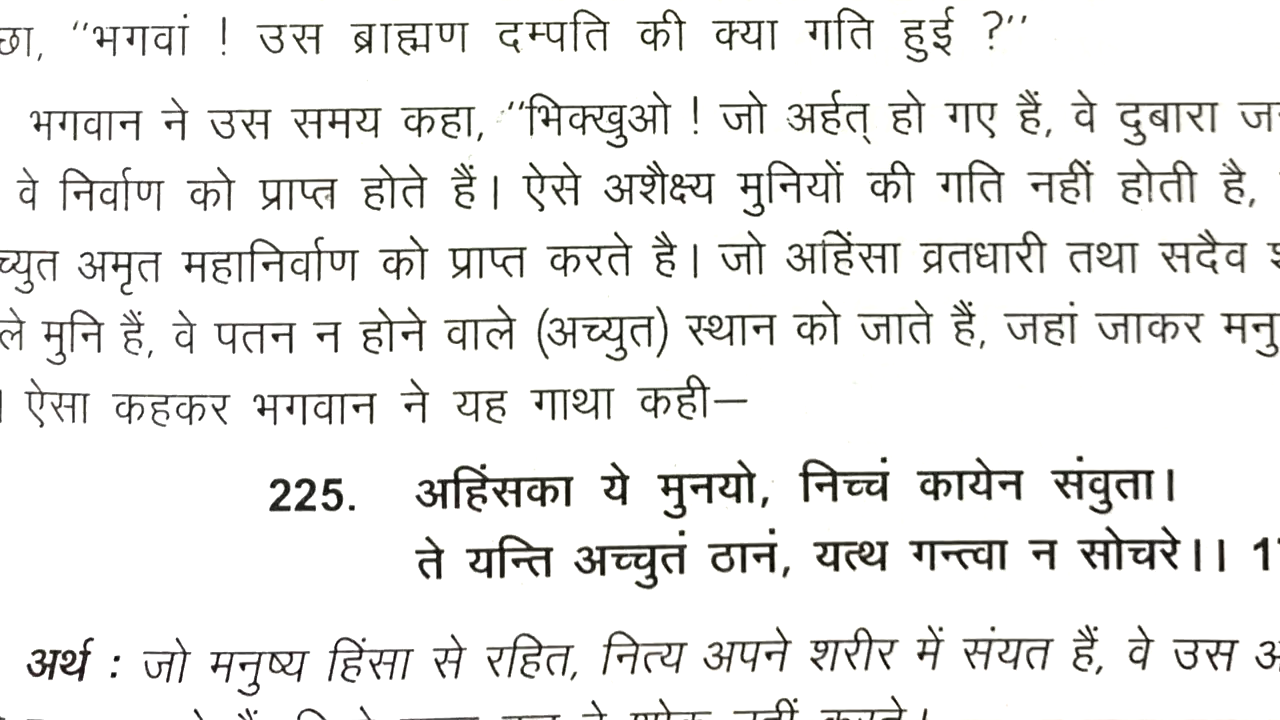 छा, “भगवां ! उस ब्राह्मण दम्पति की क्या गति हुई ?”
भगवान ने उस समय कहा, “भिक्खुओ ! जो अर्हत् हो गए हैं, वे दुबारा
वे निर्वाण को प्राप्त होते हैं। ऐसे अशैक्ष्य मुनियों की गति नहीं होती है,
च्युत अमृत महानिर्वाण को प्राप्त करते है। जो अहिंसा व्रतधारी तथा सदैव
ले मुनि हैं, वे पतन न होने वाले (अच्युत) स्थान को जाते हैं, जहां जाकर मनु
। ऐसा कहकर भगवान ने यह गाथा कही—
225. अहिंसका ये मुनयो, निच्चं कायेन संवुता।
ते यन्ति अच्चुतं ठानं, यत्थ गन्त्वा न सोचरे।।
अर्थ : जो मनुष्य हिंसा से रहित, नित्य अपने शरीर में संयत हैं, वे उस
नहीं करते।